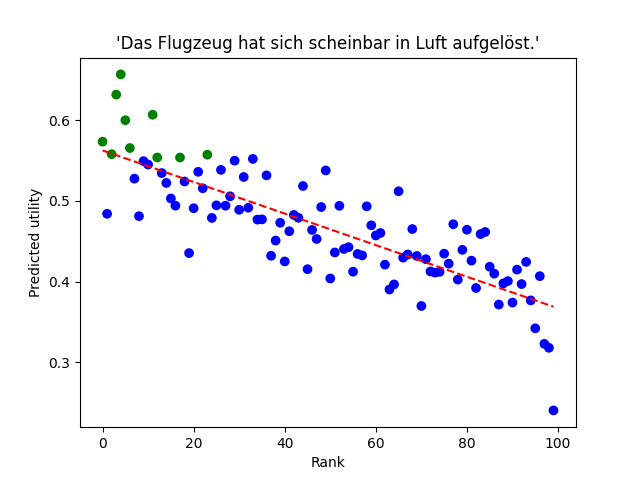 'Das Flugzeug hat sich scheinbar in Luft aufgelöst.'
Predicted utility
0.6
0.5
0.4
0.3
0 20 40 60 80 100
Rank